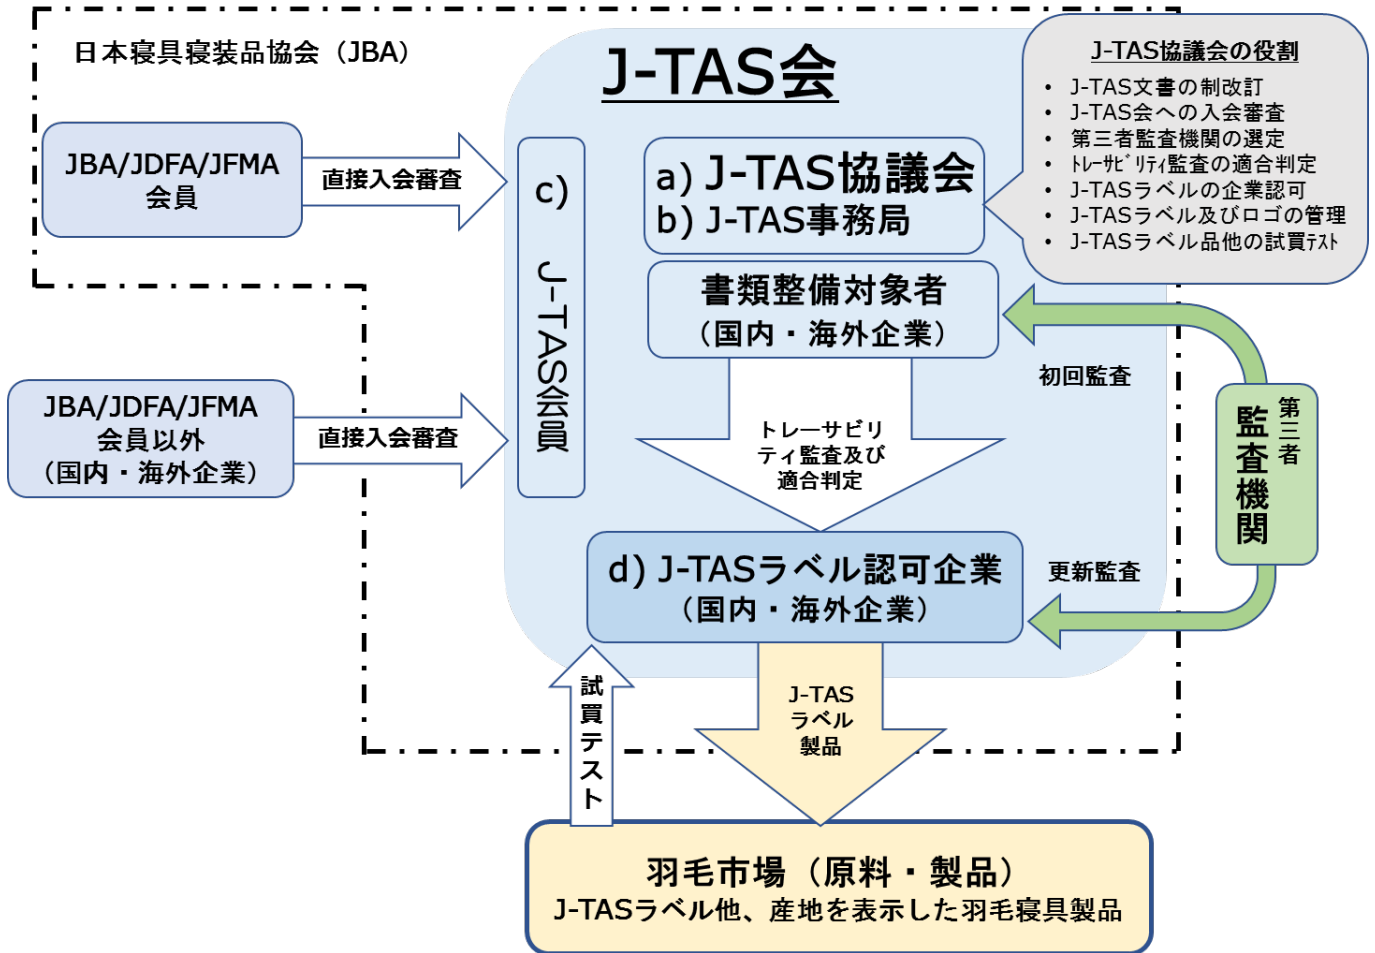 日本寝具寝装品協会（JBA）
J-TAS会
J-TAS協議会の役割
• J-TAS文書の制改訂
• J-TAS会への入会審査
• 第三者監査機関の選定
• ﾄﾚｰｻﾋﾞﾘﾃｨ監査の適合判定
• J-TASラベルの企業認可
• J-TASラベル及びロゴの管理
• J-TASラベル品他の試買ﾃｽﾄ
JBA/JDFA/JFMA
会員
直接入会審査
c) J-TAS会員
a) J-TAS協議会
b) J-TAS事務局
書類整備対象者
（国内・海外企業）
初回監査
JBA/JDFA/JFMA
会員以外
（国内・海外企業）
直接入会審査
トレーサビリ
ティ監査及び
適合判定
第三者
監査機関
d) J-TASラベル認可企業
（国内・海外企業）
更新監査
試買テスト
J-TAS
ラベル
製品
羽毛市場（原料・製品）
J-TASラベル他、産地を表示した羽毛寝具製品